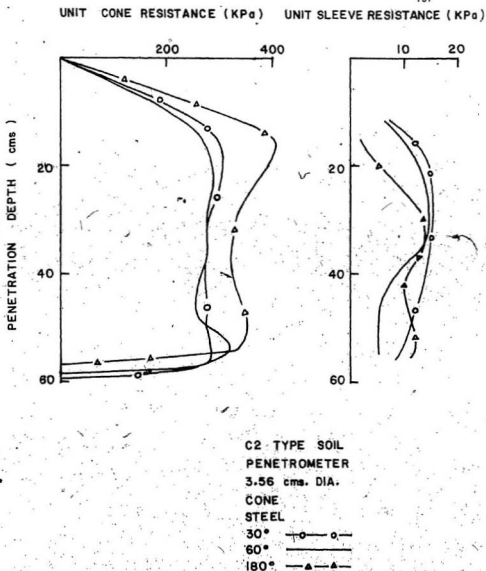 UNIT CONE RESISTANCE (KPa) UNIT SLEEVE RESISTANCE (KPa)
200 400 10 20
PENETRATION DEPTH (cms)
20 20
40 40
60 60
C2 TYPE SOIL
PENETROMETER
3.56 cms. DIA.
CONE
STEEL
30°
60°
180°